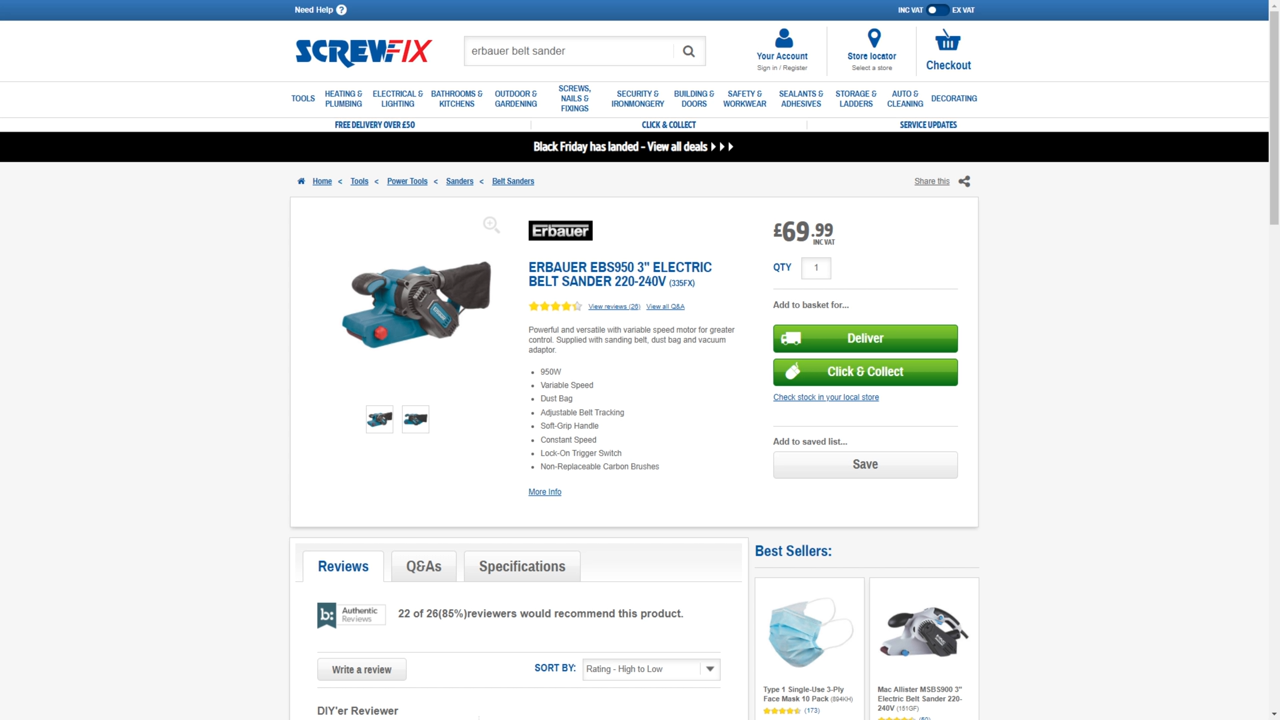 Need Help ?
INC VAT EX VAT
SCREWFIX
erbauer belt sander
Your Account
Sign in / Register
Store locator
Select a store
Checkout
TOOLS
HEATING &
PLUMBING
ELECTRICAL &
LIGHTING
BATHROOMS &
KITCHENS
OUTDOOR &
GARDENING
SCREWS,
NAILS &
FIXINGS
SECURITY &
IRONMONGERY
BUILDING &
DOORS
SAFETY &
WORKWEAR
SEALANTS &
ADHESIVES
STORAGE &
LADDERS
AUTO &
CLEANING
DECORATING
FREE DELIVERY OVER £50
CLICK & COLLECT
SERVICE UPDATES
Black Friday has landed - View all deals
Home < Tools < Power Tools < Sanders < Belt Sanders
Share this
Erbauer
ERBAUER EBS950 3" ELECTRIC
BELT SANDER 220-240V (335FX)
View reviews (26) View all Q&A
Powerful and versatile with variable speed motor for greater
control. Supplied with sanding belt, dust bag and vacuum
adaptor.
950W
Variable Speed
Dust Bag
Adjustable Belt Tracking
Soft-Grip Handle
Constant Speed
Lock-On Trigger Switch
Non-Replaceable Carbon Brushes
More Info
£69.99
INC VAT
QTY 1
Add to basket for...
Deliver
Click & Collect
Check stock in your local store
Add to saved list...
Save
Reviews
Q&As
Specifications
b: Authentic
Reviews
22 of 26(85%)reviewers would recommend this product.
Write a review
SORT BY: Rating - High to Low
DIY'er Reviewer
Best Sellers:
Type 1 Single-Use 3-Ply
Face Mask 10 Pack (894KH)
(173)
Mac Allister MSBS900 3"
Electric Belt Sander 220-
240V (151GF)